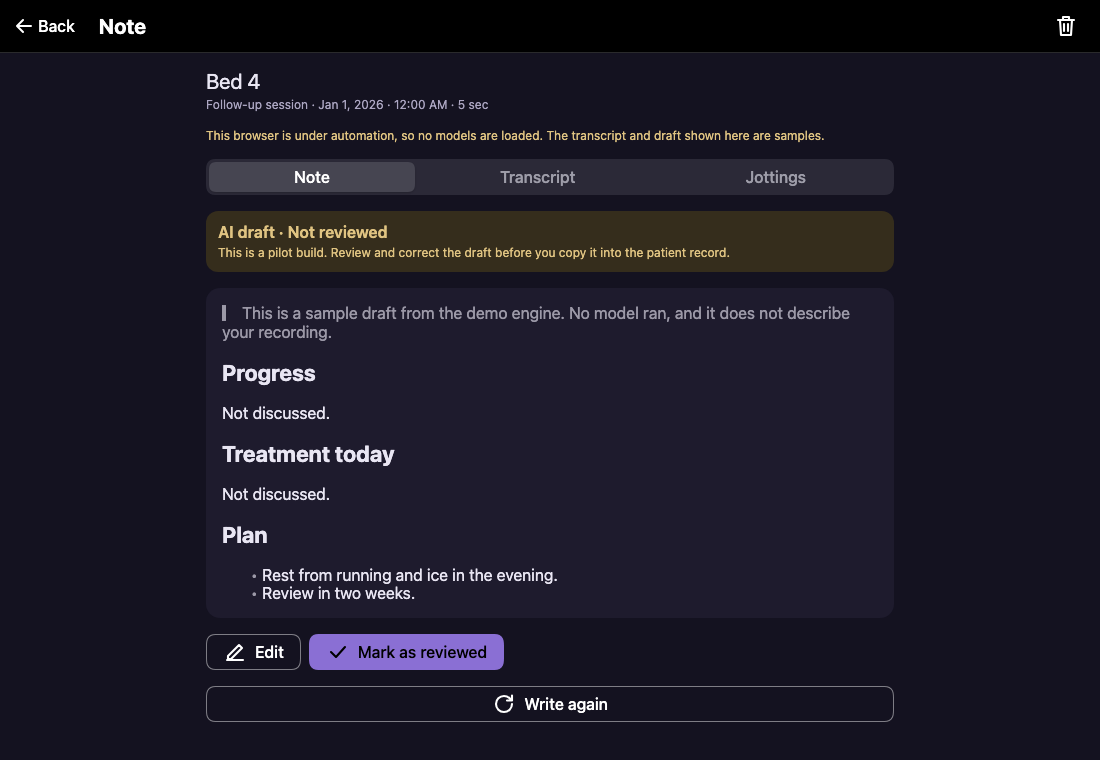 Back
Note
Bed 4
Follow-up session · Jan 1, 2026 · 12:00 AM · 5 sec
This browser is under automation, so no models are loaded. The transcript and draft shown here are samples.
Note
Transcript
Jottings
AI draft · Not reviewed
This is a pilot build. Review and correct the draft before you copy it into the patient record.
This is a sample draft from the demo engine. No model ran, and it does not describe
your recording.
Progress
Not discussed.
Treatment today
Not discussed.
Plan
• Rest from running and ice in the evening.
• Review in two weeks.
Edit
Mark as reviewed
Write again